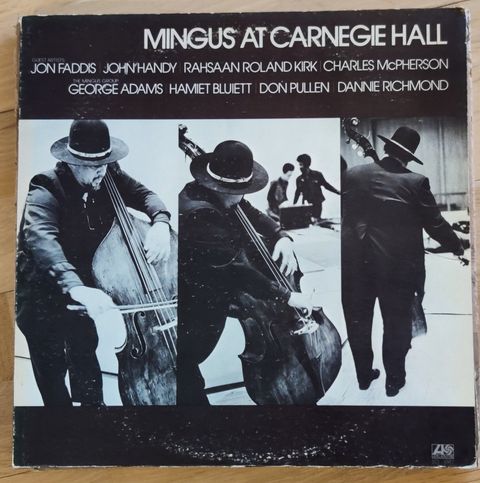 MINGUS AT CARNEGIE HALL
GUEST ARTISTS:
JON FADDIS | JOHN HANDY | RAHSAAN ROLAND KIRK | CHARLES McPHERSON
THE MINGUS GROUP:
GEORGE ADAMS | HAMIET BLUIETT | DON PULLEN | DANNIE RICHMOND